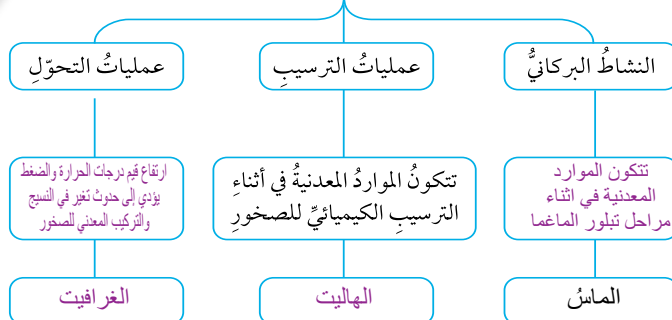 النشاطُ البركانيُّ
عملياتُ الترسيبِ
عملياتُ التحوّلِ
تتكون الموارد
المعدنية في اثناء
مراحل تبلور الماغما
تتكونُ المواردُ المعدنيةُ في أثناءِ
الترسيبِ الكيميائيِّ للصخورِ
ارتفاع قيم درجات الحرارة والضغط
يؤدي إلى حدوث تغير في النسيج
والتركيب المعدني للصخور
الماسُ
الهاليت
الغرافيت